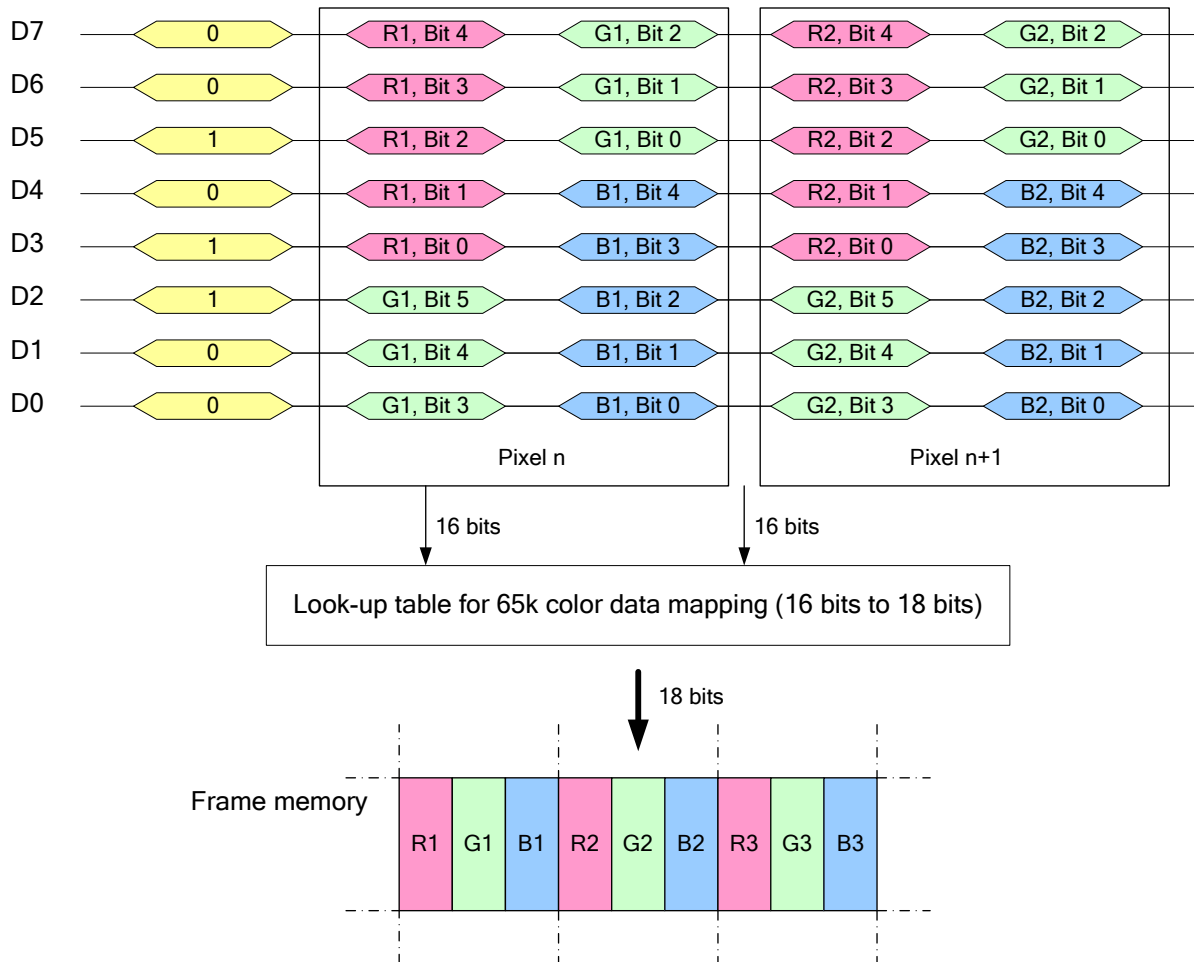 D7 0 R1, Bit 4 G1, Bit 2 R2, Bit 4 G2, Bit 2
D6 0 R1, Bit 3 G1, Bit 1 R2, Bit 3 G2, Bit 1
D5 1 R1, Bit 2 G1, Bit 0 R2, Bit 2 G2, Bit 0
D4 0 R1, Bit 1 B1, Bit 4 R2, Bit 1 B2, Bit 4
D3 1 R1, Bit 0 B1, Bit 3 R2, Bit 0 B2, Bit 3
D2 1 G1, Bit 5 B1, Bit 2 G2, Bit 5 B2, Bit 2
D1 0 G1, Bit 4 B1, Bit 1 G2, Bit 4 B2, Bit 1
D0 0 G1, Bit 3 B1, Bit 0 G2, Bit 3 B2, Bit 0
Pixel n Pixel n+1
16 bits 16 bits
Look-up table for 65k color data mapping (16 bits to 18 bits)
18 bits
Frame memory
R1 G1 B1 R2 G2 B2 R3 G3 B3